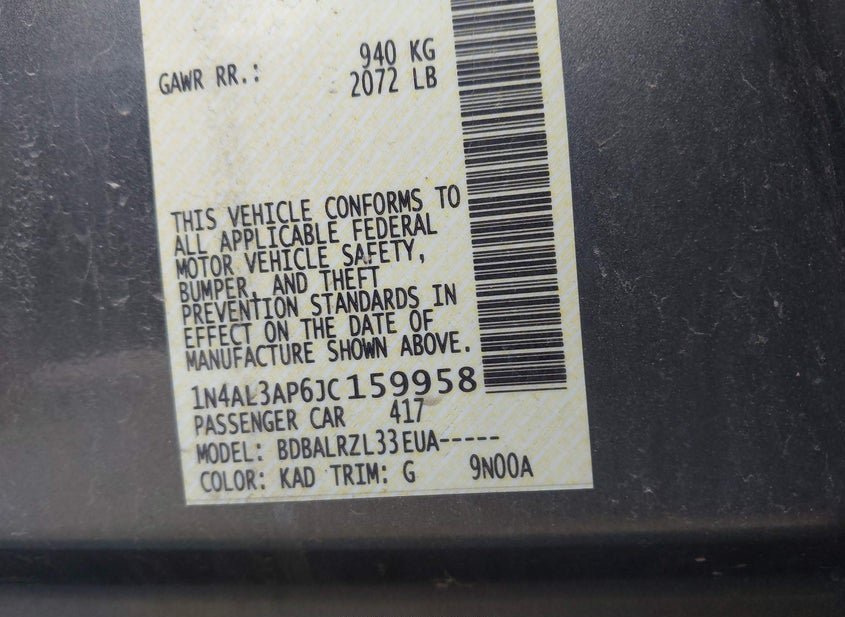 940 KG
GAWR RR.: 2072 LB
THIS VEHICLE CONFORMS TO
ALL APPLICABLE FEDERAL
MOTOR VEHICLE SAFETY,
BUMPER, AND THEFT
PREVENTION STANDARDS IN
EFFECT ON THE DATE OF
MANUFACTURE SHOWN ABOVE.
1N4AL3AP6JC159958
PASSENGER CAR 417
MODEL: BDBALRZL33EUA-----
COLOR: KAD TRIM: G 9N00A